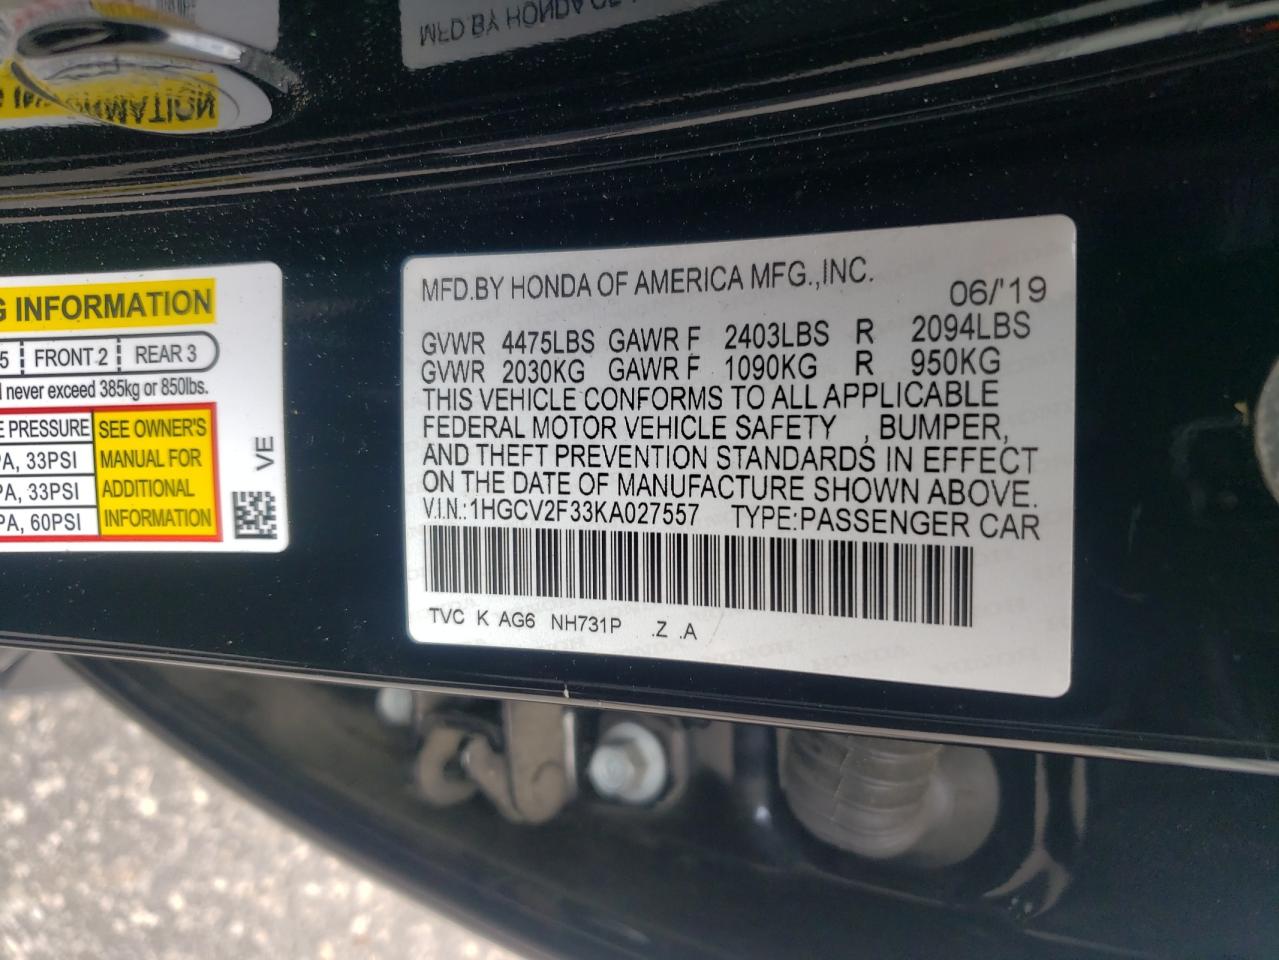 MFD BY HONDA OF
NOITAM
G INFORMATION
5 FRONT 2 REAR 3
never exceed 385kg or 850lbs.
E PRESSURE
PA, 33PSI
PA, 33PSI
PA, 60PSI
SEE OWNER'S
MANUAL FOR
ADDITIONAL
INFORMATION
VE
MFD.BY HONDA OF AMERICA MFG.,INC. 06/'19
GVWR 4475LBS GAWR F 2403LBS R 2094LBS
GVWR 2030KG GAWR F 1090KG R 950KG
THIS VEHICLE CONFORMS TO ALL APPLICABLE
FEDERAL MOTOR VEHICLE SAFETY , BUMPER,
AND THEFT PREVENTION STANDARDS IN EFFECT
ON THE DATE OF MANUFACTURE SHOWN ABOVE.
V.I.N.:1HGCV2F33KA027557 TYPE:PASSENGER CAR
TVC K AG6 NH731P .Z .A